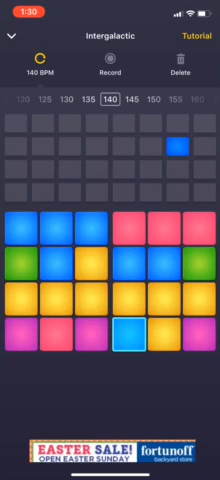 1:30
Intergalactic
Tutorial
140 BPM
Record
Delete
120 125 130 135 140 145 150 155 160
EASTER SALE!
OPEN EASTER SUNDAY
fortunoff
backyard store